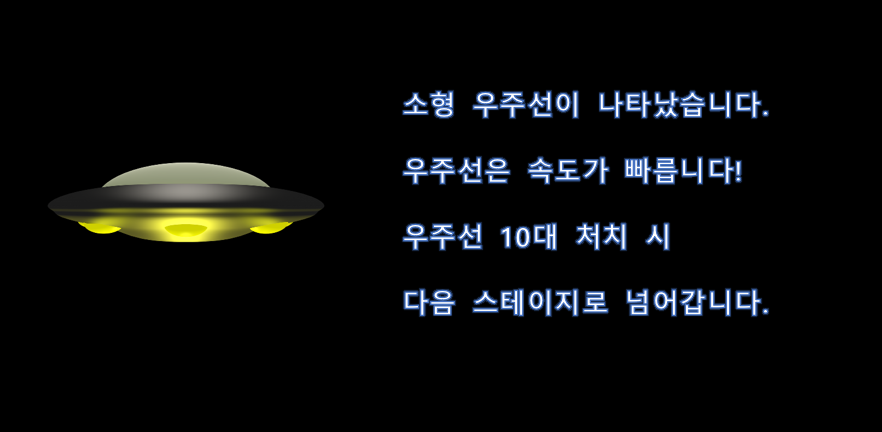 소형 우주선이 나타났습니다.
우주선은 속도가 빠릅니다!
우주선 10대 처치 시
다음 스테이지로 넘어갑니다.